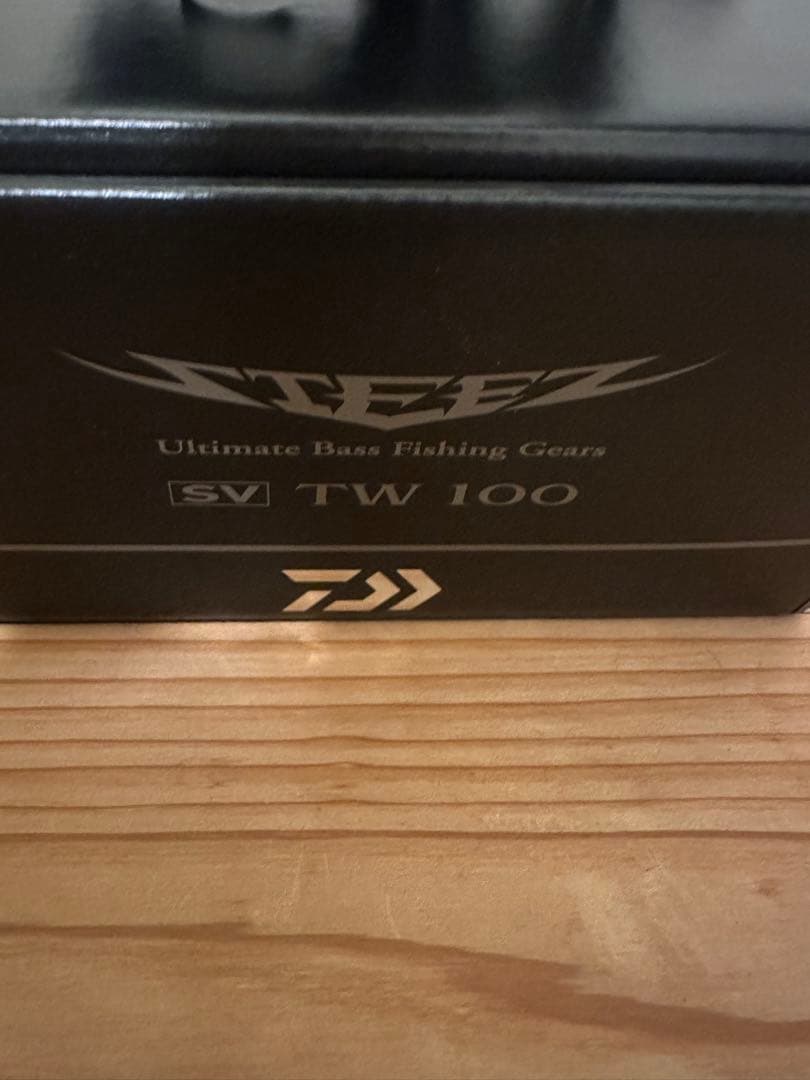 STEEZ
Ultimate Bass Fishing Gears
SV TW 100